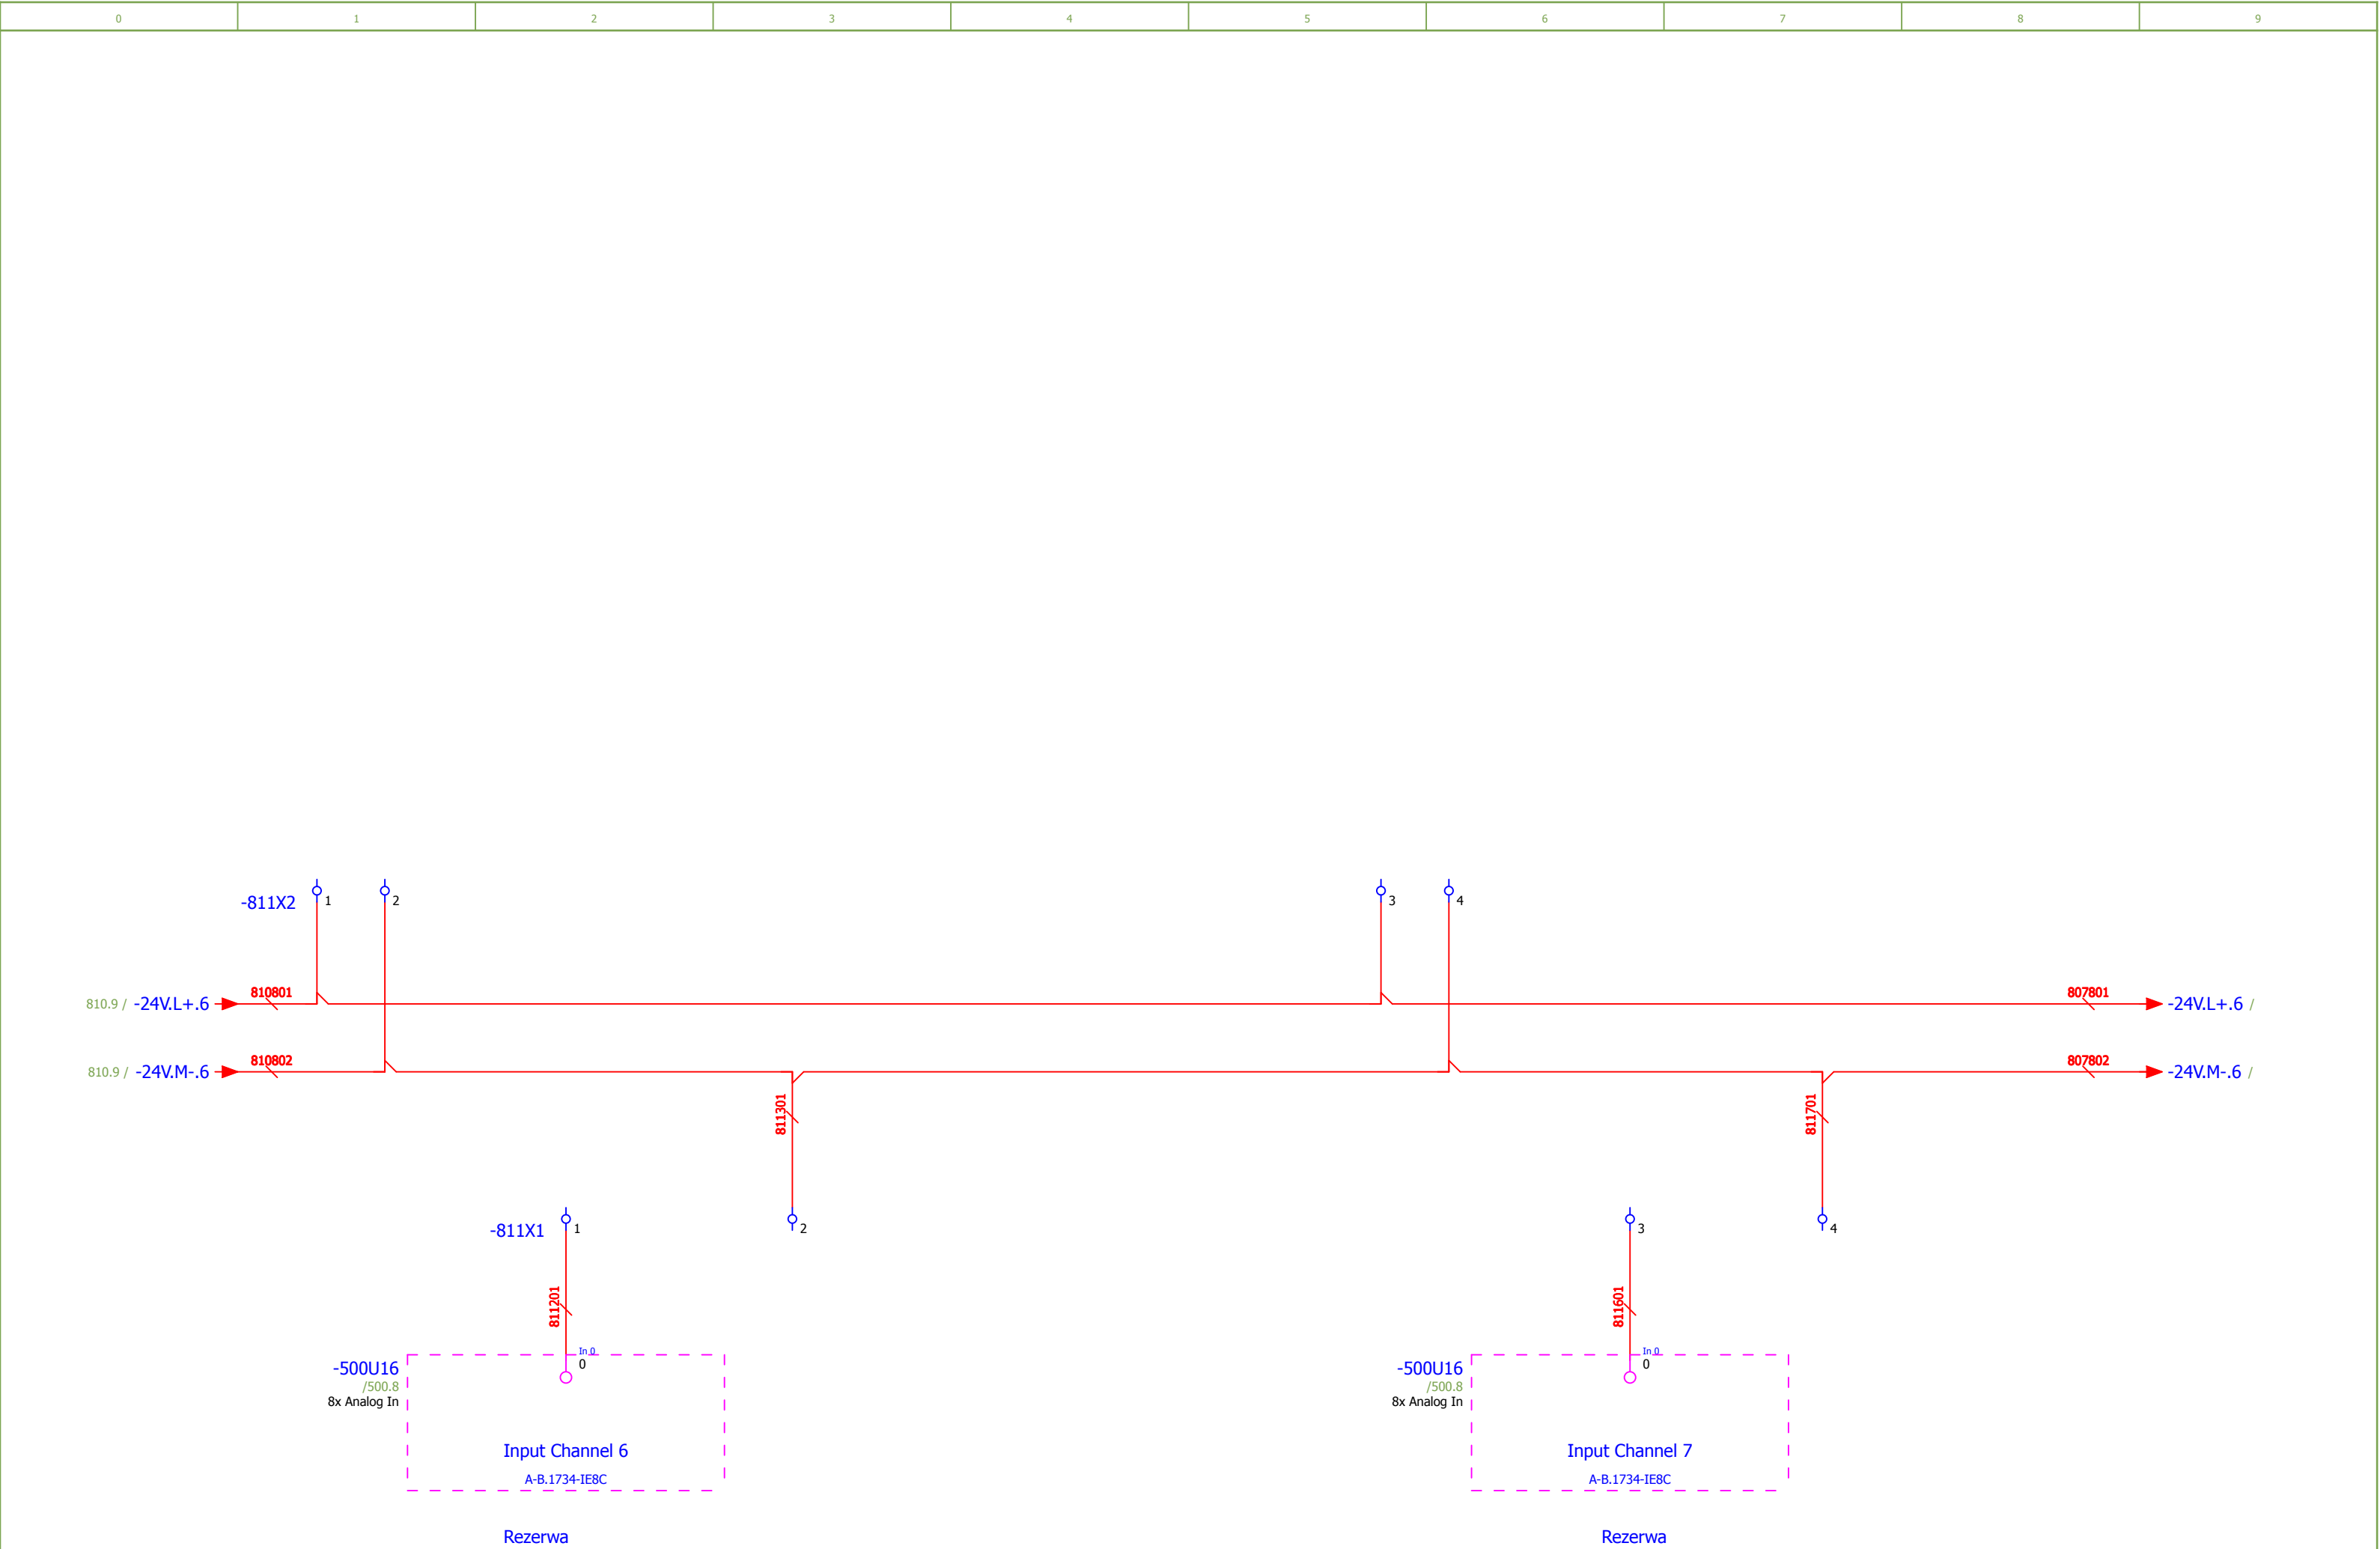 0 1 2 3 4 5 6 7 8 9
-811X2 1 2 3 4
810.9 / -24V.L+.6 810801 807801 -24V.L+.6 /
810.9 / -24V.M-.6 810802 807802 -24V.M-.6 /
811301 811701
-811X1 1 2 3 4
811201 811601
In 0 In 0
0 0
-500U16 -500U16
/500.8 /500.8
8x Analog In 8x Analog In
Input Channel 6 Input Channel 7
A-B.1734-IE8C A-B.1734-IE8C
Rezerwa Rezerwa